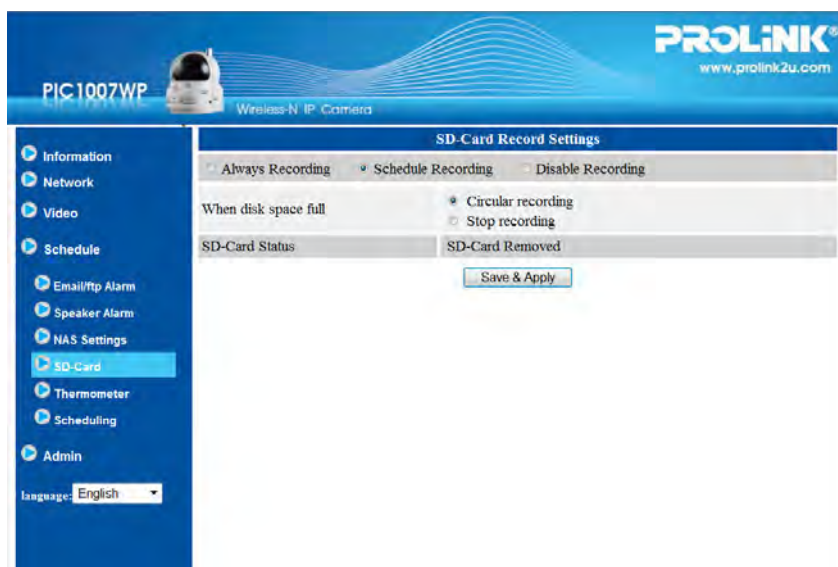 PROLiNK®
www.prolink2u.com
PIC1007WP
Wireless-N IP Camera
Information
Network
Video
Schedule
Email/ftp Alarm
Speaker Alarm
NAS Settings
SD-Card
Thermometer
Scheduling
Admin
language: English
SD-Card Record Settings
Always Recording Schedule Recording Disable Recording
When disk space full
Circular recording
Stop recording
SD-Card Status SD-Card Removed
Save & Apply